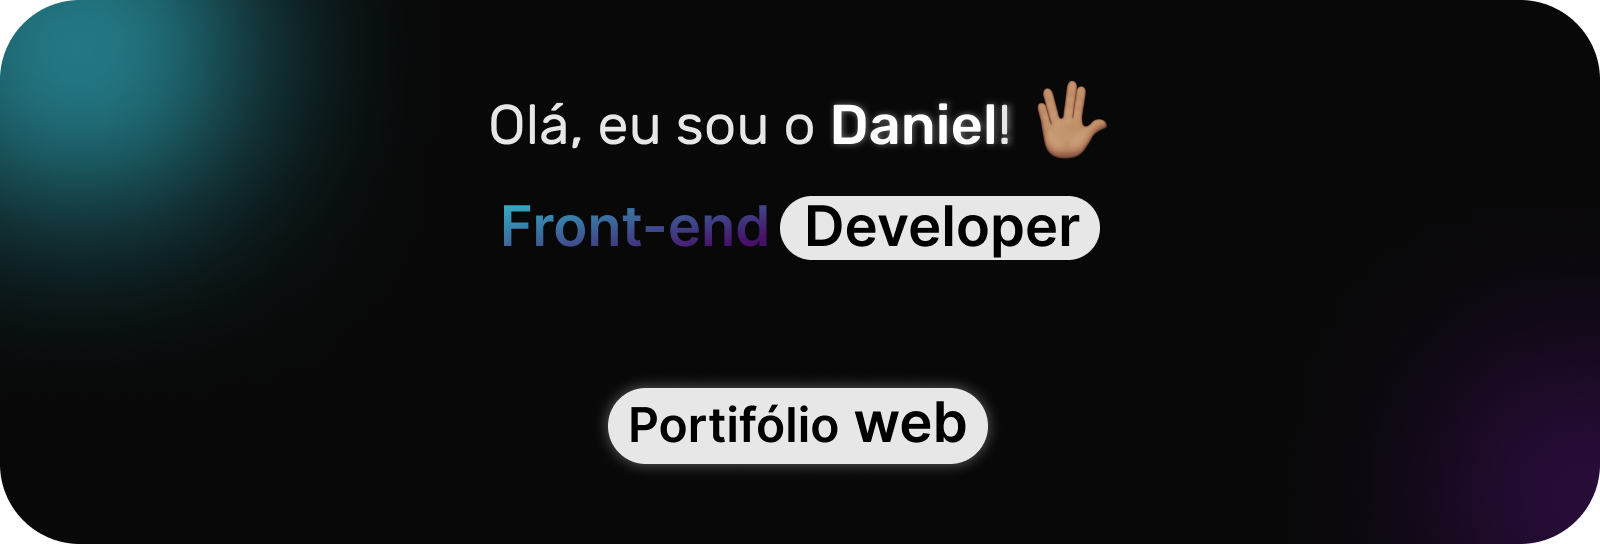 Olá, eu sou o Daniel! 🖖🏽
Front-end Developer
Portifólio web